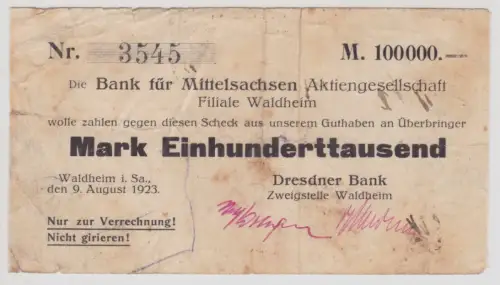 Nr. 3545 M. 100000.—
Die Bank für Mittelsachsen Aktiengesellschaft
Filiale Waldheim
wolle zahlen gegen diesen Scheck aus unserem Guthaben an Überbringer
Mark Einhunderttausend
Waldheim i. Sa.,
den 9. August 1923.
Dresdner Bank
Zweigstelle Waldheim
Nur zur Verrechnung!
Nicht girieren!